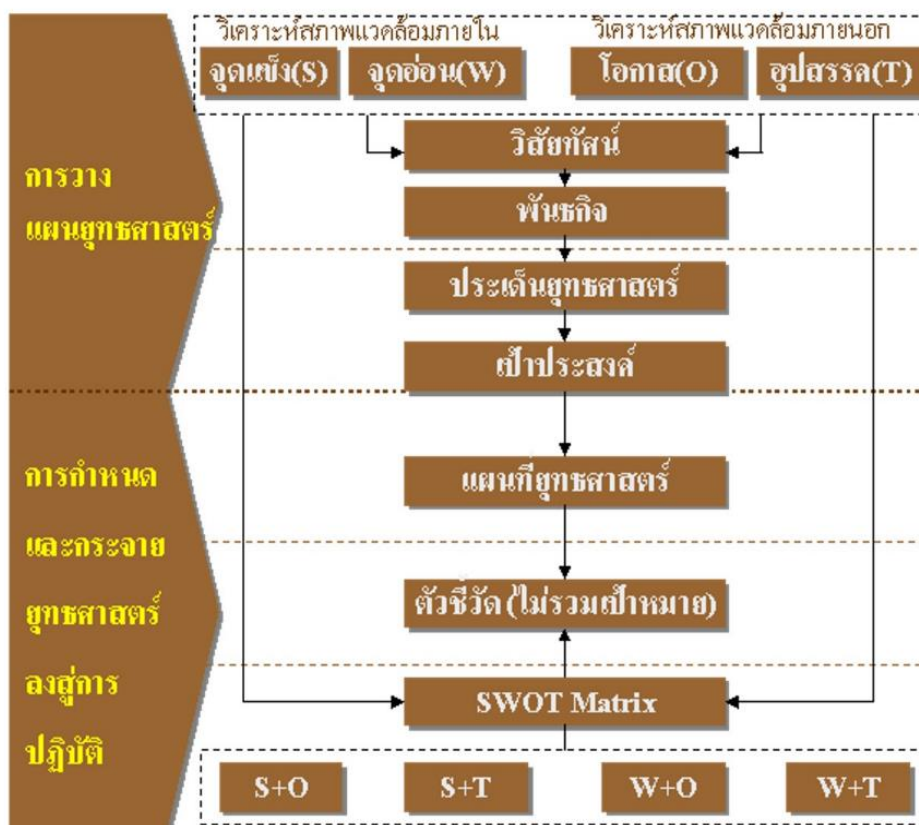 วิเคราะห์สภาพแวดล้อมภายใน
วิเคราะห์สภาพแวดล้อมภายนอก
จุดแข็ง(S)
จุดอ่อน(W)
โอกาส(O)
อุปสรรค(T)
การวาง
แผนยุทธศาสตร์
วิสัยทัศน์
พันธกิจ
ประเด็นยุทธศาสตร์
เป้าประสงค์
การกำหนด
และกระจาย
ยุทธศาสตร์
ลงสู่การ
ปฏิบัติ
แผนที่ยุทธศาสตร์
ตัวชี้วัด (ไม่รวมเป้าหมาย)
SWOT Matrix
S+O
S+T
W+O
W+T